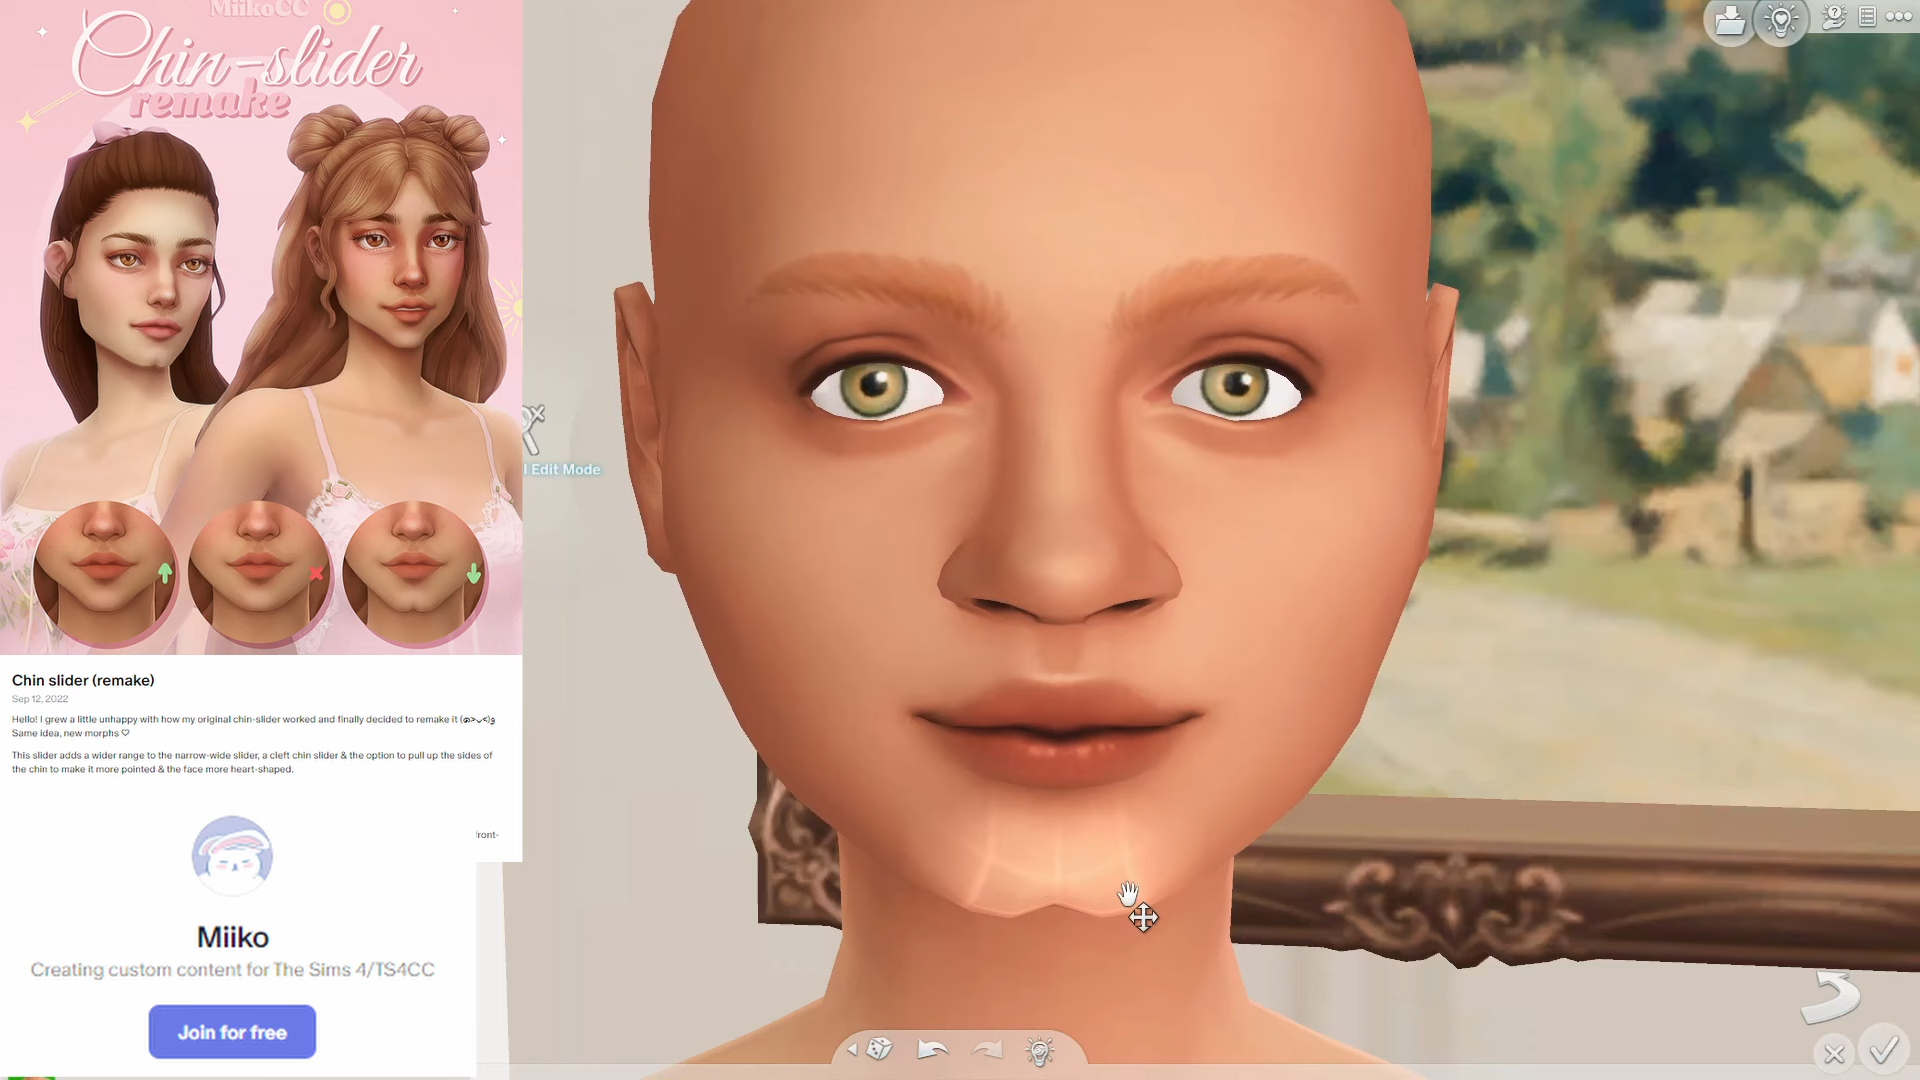 MiikoCC
Chin-slider
remake
l Edit Mode
Chin slider (remake)
Sep 12, 2022
Hello! I grew a little unhappy with how my original chin-slider worked and finally decided to remake it
Same idea, new morphs ♡
This slider adds a wider range to the narrow-wide slider, a cleft chin slider & the option to pull up the sides of
the chin to make it more pointed & the face more heart-shaped.
front-
Miiko
Creating custom content for The Sims 4/TS4CC
Join for free